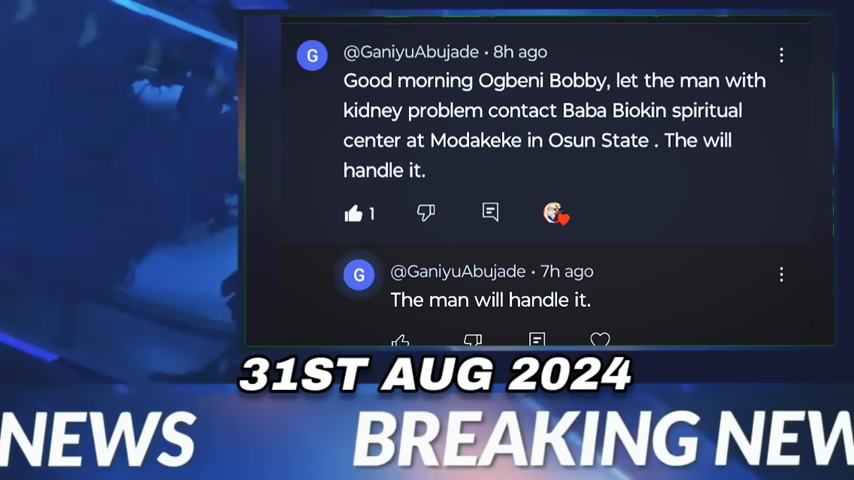 G
@GaniyuAbujade • 8h ago
Good morning Ogbeni Bobby, let the man with
kidney problem contact Baba Biokin spiritual
center at Modakeke in Osun State . The will
handle it.
1
G
@GaniyuAbujade • 7h ago
The man will handle it.
31ST AUG 2024
NEWS BREAKING NEW